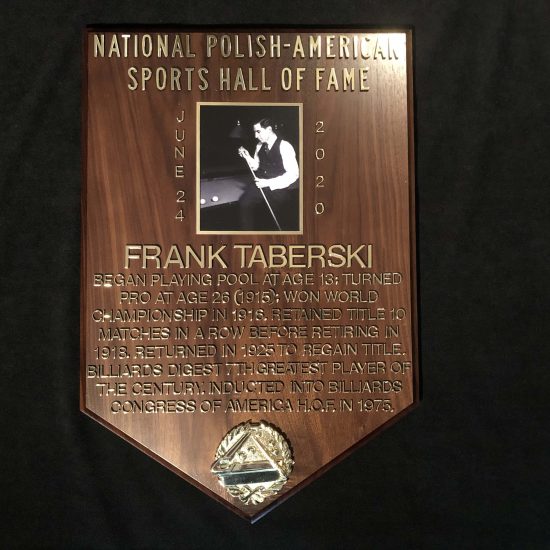 NATIONAL POLISH-AMERICAN
SPORTS HALL OF FAME
JUNE 24
2020
FRANK TABERSKI
BEGAN PLAYING POOL AT AGE 13; TURNED
PRO AT AGE 26 (1915); WON WORLD
CHAMPIONSHIP IN 1916. RETAINED TITLE 10
MATCHES IN A ROW BEFORE RETIRING IN
1918. RETURNED IN 1925 TO REGAIN TITLE.
BILLIARDS DIGEST 7TH GREATEST PLAYER OF
THE CENTURY. INDUCTED INTO BILLIARDS
CONGRESS OF AMERICA H.O.F. IN 1975.